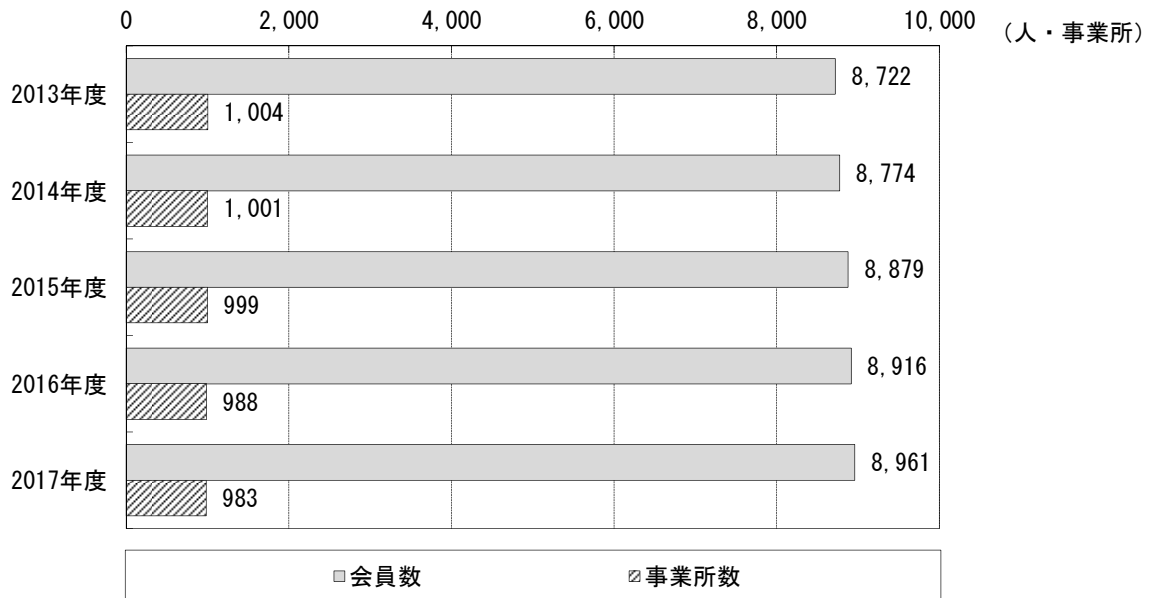 0 2,000 4,000 6,000 8,000 10,000 (人・事業所)
2013年度 8,722
1,004
2014年度 8,774
1,001
2015年度 8,879
999
2016年度 8,916
988
2017年度 8,961
983
会員数 事業所数